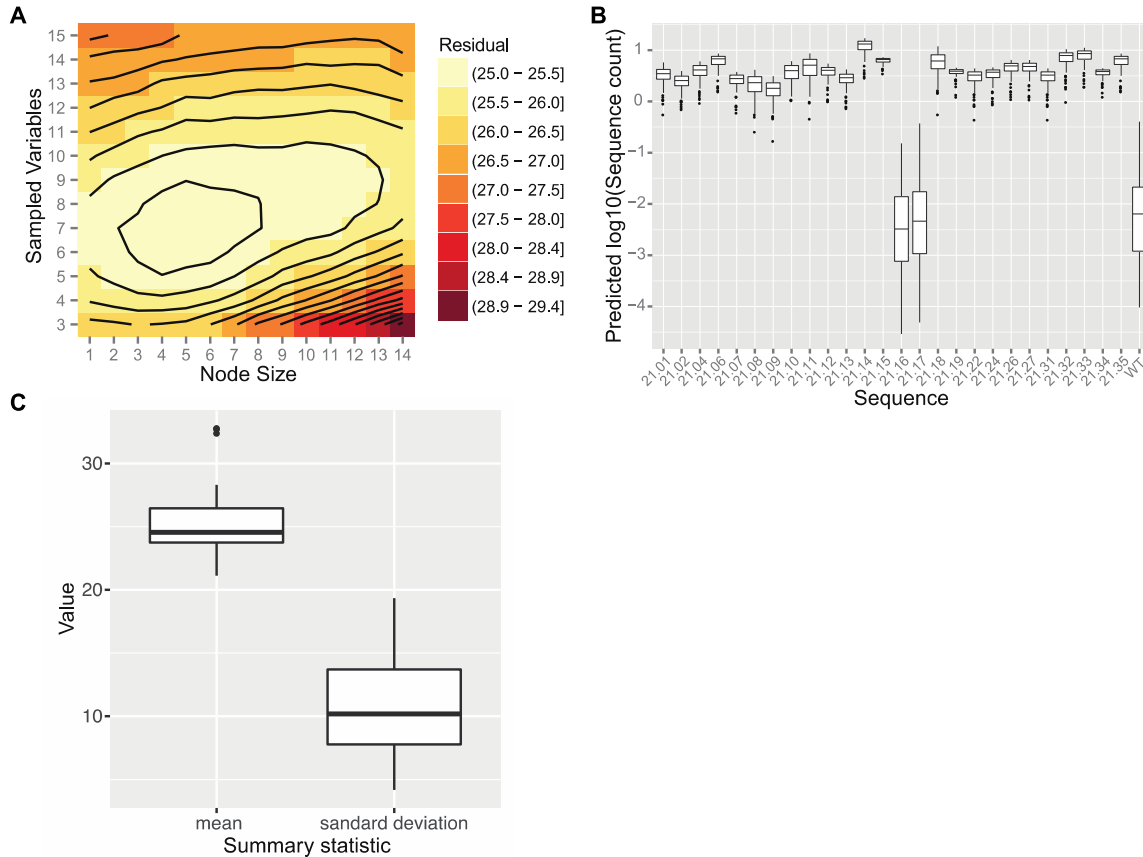 A
Sampled Variables
15
14
13
12
11
10
9
8
7
6
5
4
3
1 2 3 4 5 6 7 8 9 10 11 12 13 14
Node Size
Residual
(25.0 − 25.5]
(25.5 − 26.0]
(26.0 − 26.5]
(26.5 − 27.0]
(27.0 − 27.5]
(27.5 − 28.0]
(28.0 − 28.4]
(28.4 − 28.9]
(28.9 − 29.4]
B
Predicted log10(Sequence count)
1
0
−1
−2
−3
−4
21.01 21.02 21.04 21.06 21.07 21.08 21.09 21.10 21.11 21.12 21.13 21.14 21.15 21.16 21.17 21.18 21.19 21.22 21.24 21.26 21.27 21.31 21.32 21.33 21.34 21.35 WT
Sequence
C
Value
30
20
10
mean sandard deviation
Summary statistic